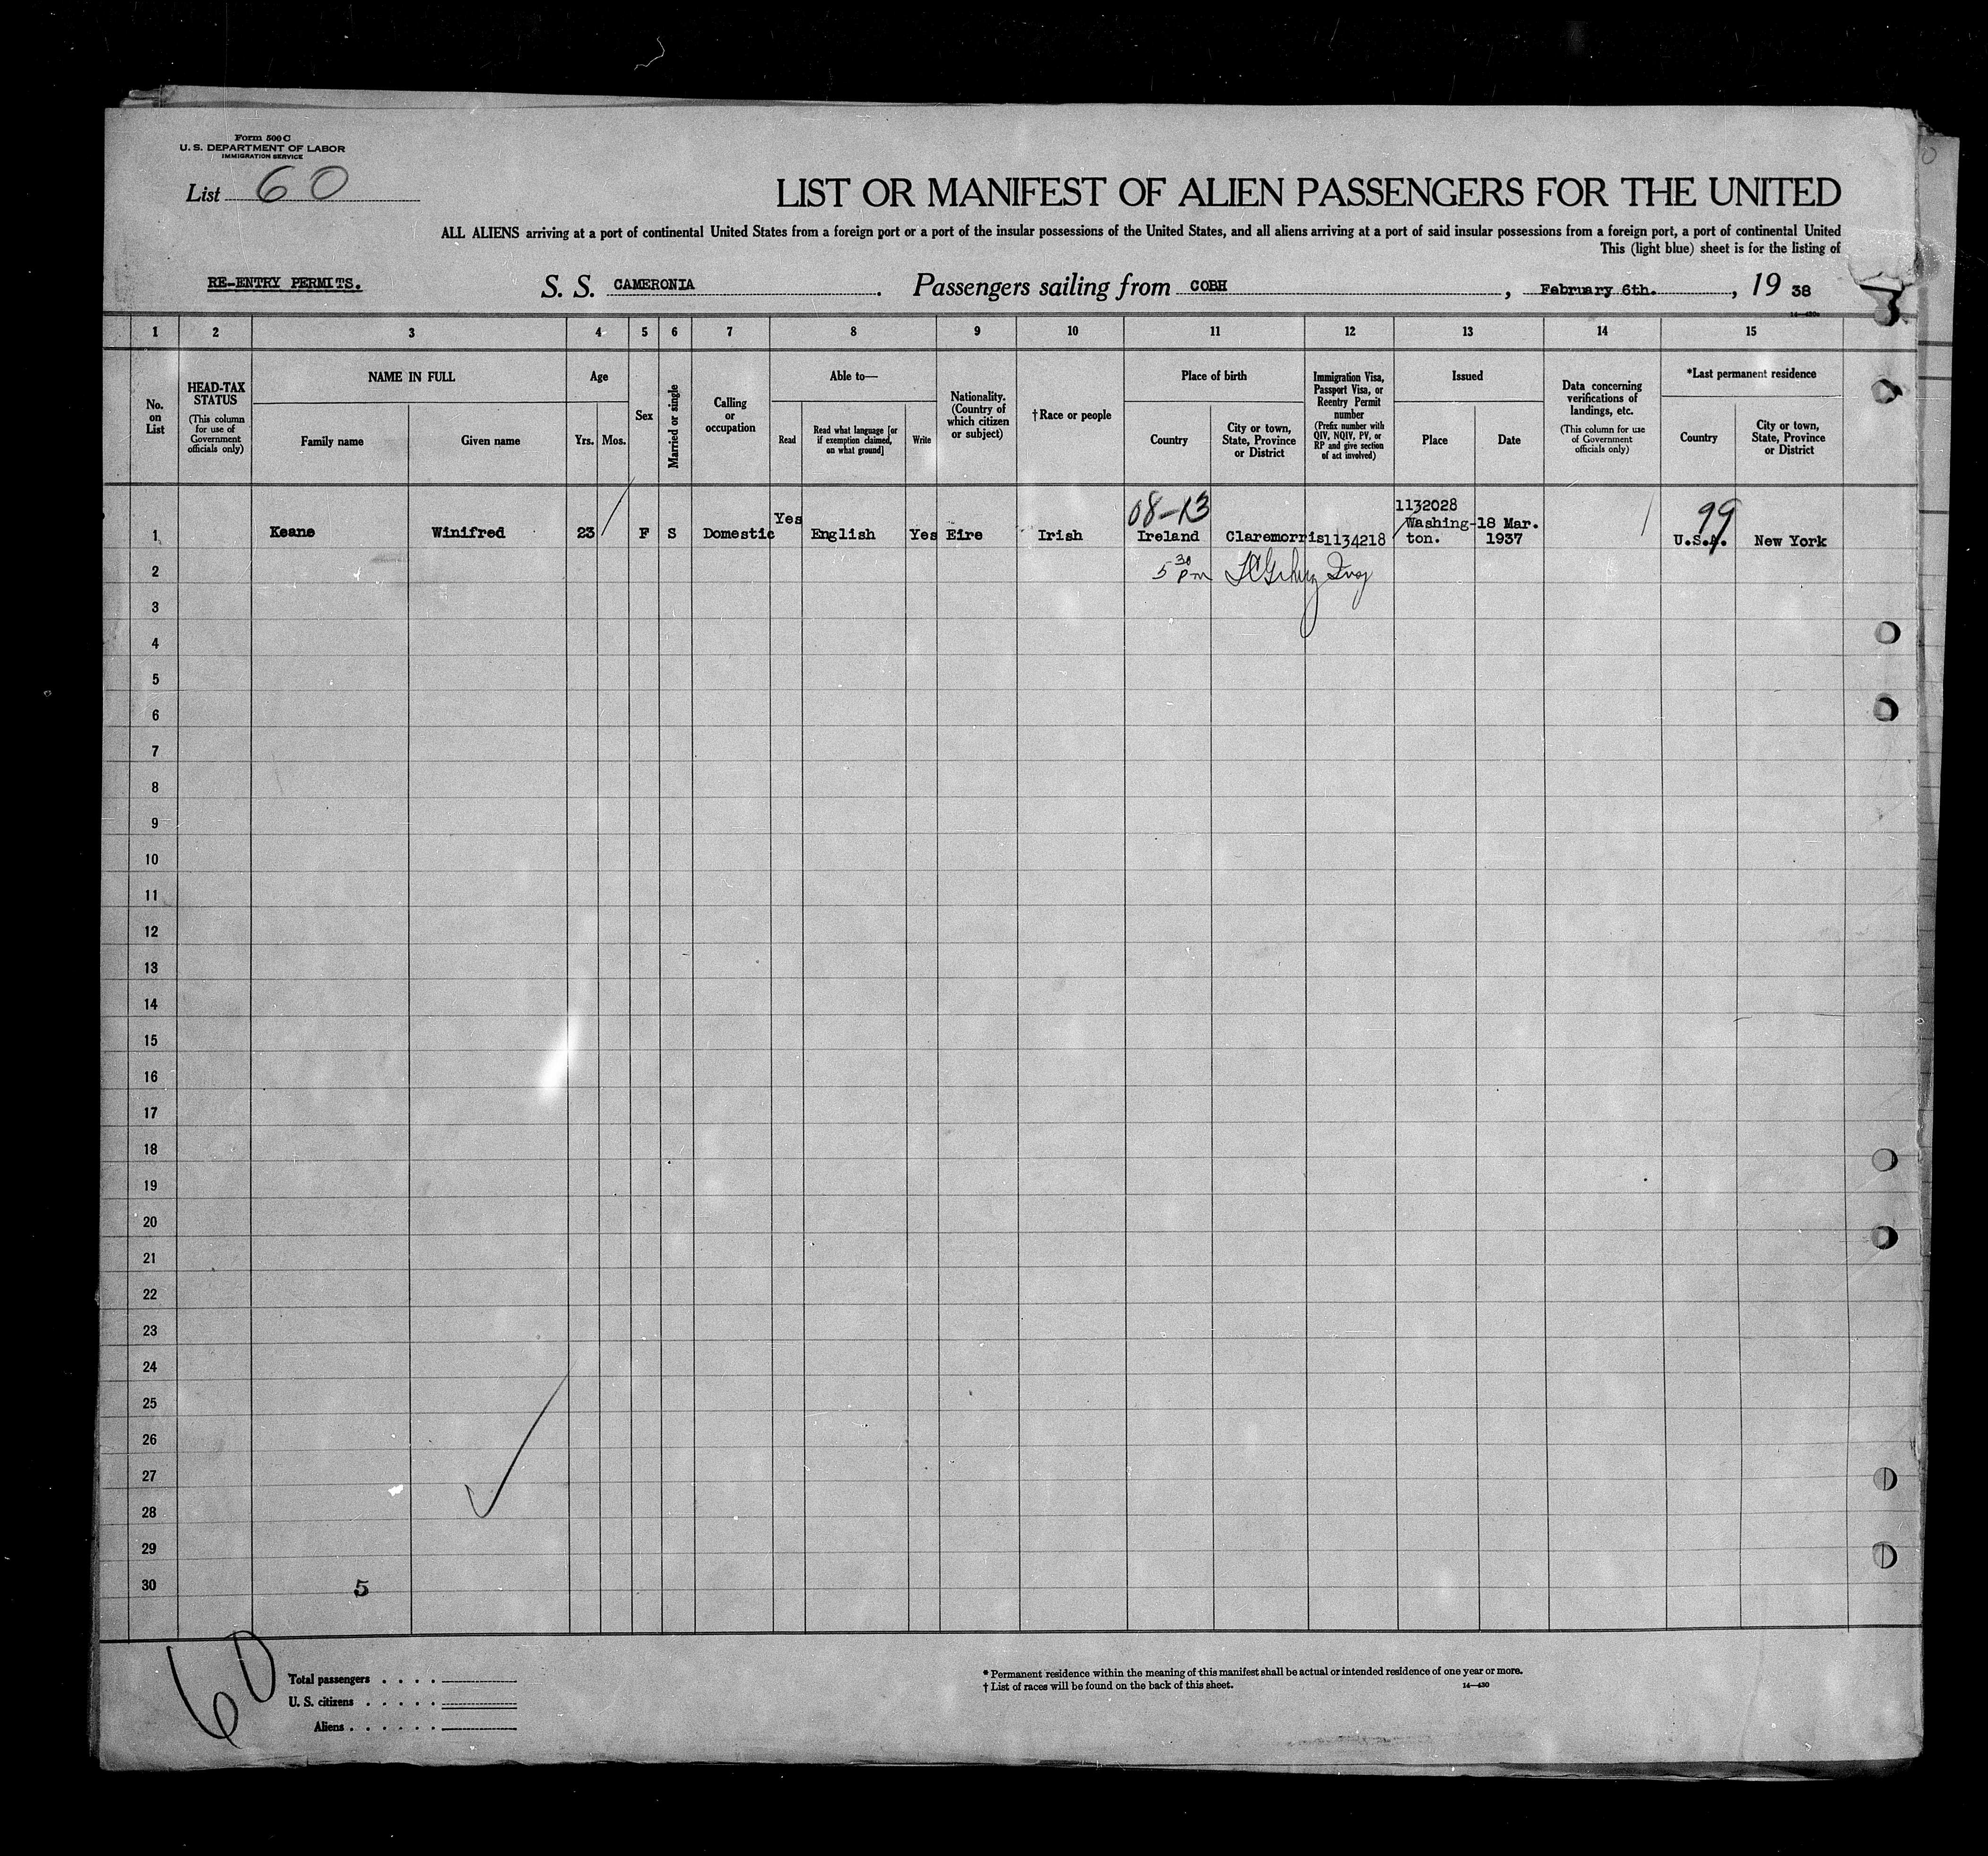 Form 500 C
U. S. DEPARTMENT OF LABOR
IMMIGRATION SERVICE
List 60
LIST OR MANIFEST OF ALIEN PASSENGERS FOR THE UNITED
ALL ALIENS arriving at a port of continental United States from a foreign port or a port of the insular possessions of the United States, and all aliens arriving at a port of said insular possessions from a foreign port, a port of continental United
This (light blue) sheet is for the listing of
RE-ENTRY PERMITS. S. S. CAMERONIA. Passengers sailing from COBH, February 6th., 19 38
1 2 3 4 5 6 7 8 9 10 11 12 13 14 15
No. on List
HEAD-TAX STATUS
(This column for use of Government officials only)
NAME IN FULL
Family name
Given name
Age
Yrs. Mos.
Sex
Married or single
Calling or occupation
Able to—
Read
Read what language [or if exemption claimed, on what ground]
Write
Nationality. (Country of which citizen or subject)
†Race or people
Place of birth
Country
City or town, State, Province or District
Immigration Visa, Passport Visa, or Reentry Permit number
(Prefix number with QIV, NQIV, PV, or RP and give section of act involved)
Issued
Place
Date
Data concerning verifications of landings, etc.
(This column for use of Government officials only)
*Last permanent residence
Country
City or town, State, Province or District
08-13 1132028 99
1 Keane Winifred 23 F S Domestic Yes English Yes Eire Irish Ireland Claremorris 1134218 Washing-ton. 18 Mar. 1937 U.S.A. New York
2 5 30 pm
3
4
5
6
7
8
9
10
11
12
13
14
15
16
17
18
19
20
21
22
23
24
25
26
27
28
29
30 5
60
Total passengers . . . .
U. S. citizens . . . . .
Aliens . . . . . .
* Permanent residence within the meaning of this manifest shall be actual or intended residence of one year or more.
† List of races will be found on the back of this sheet. 14—430